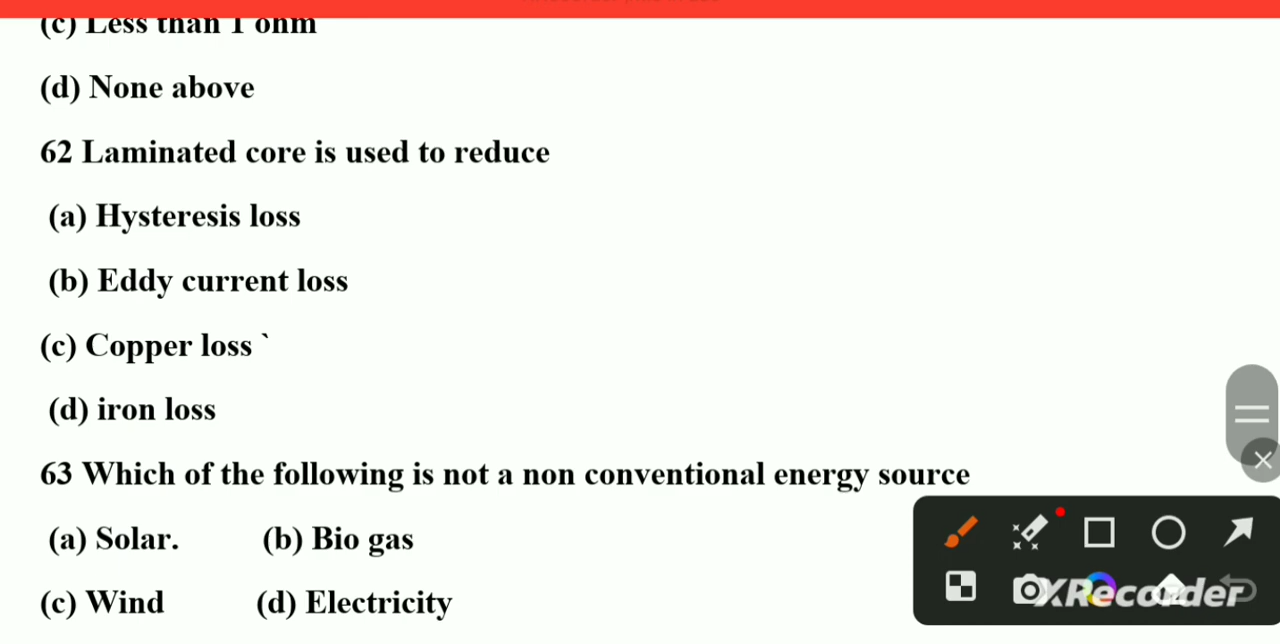 (c) Less than 1 ohm
(d) None above
62 Laminated core is used to reduce
(a) Hysteresis loss
(b) Eddy current loss
(c) Copper loss `
(d) iron loss
63 Which of the following is not a non conventional energy source
(a) Solar. (b) Bio gas
(c) Wind (d) Electricity
XRecorder